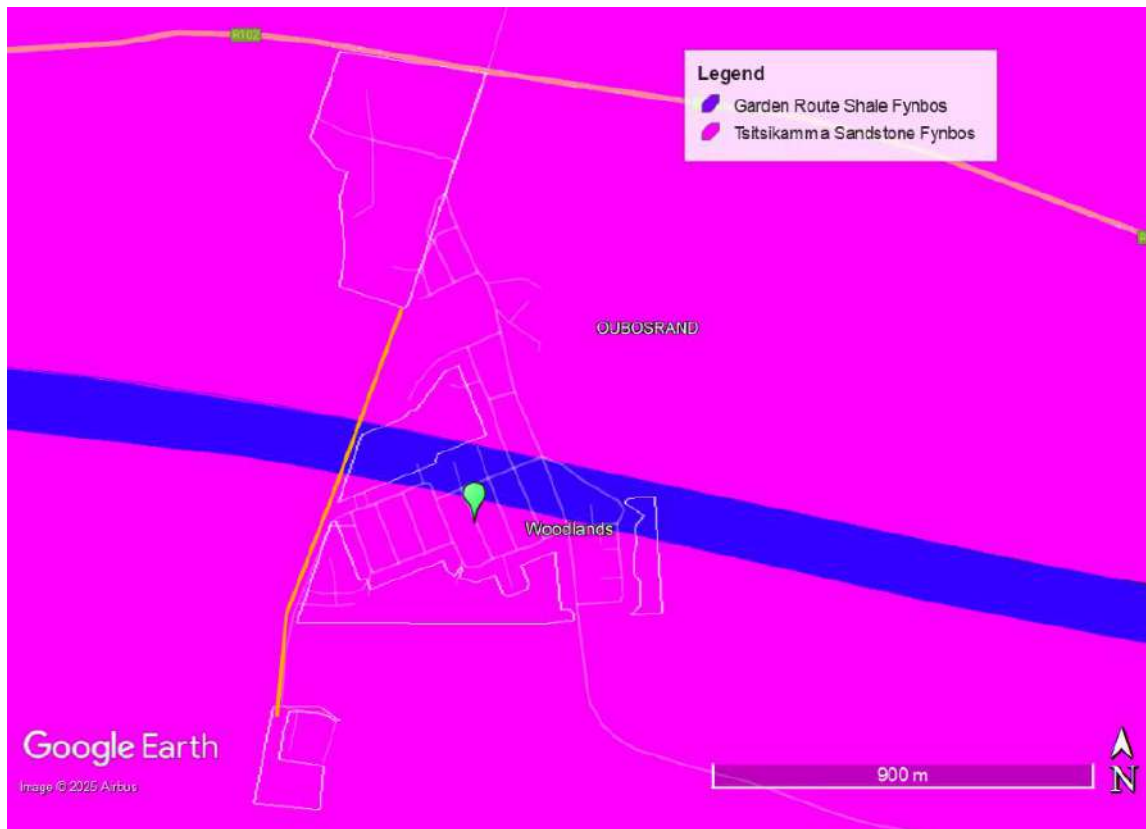 R102
Legend
Garden Route Shale Fynbos
Tsitsikamma Sandstone Fynbos
OUBOSRAND
Woodlands
Google Earth
Image © 2025 Airbus
900 m
N